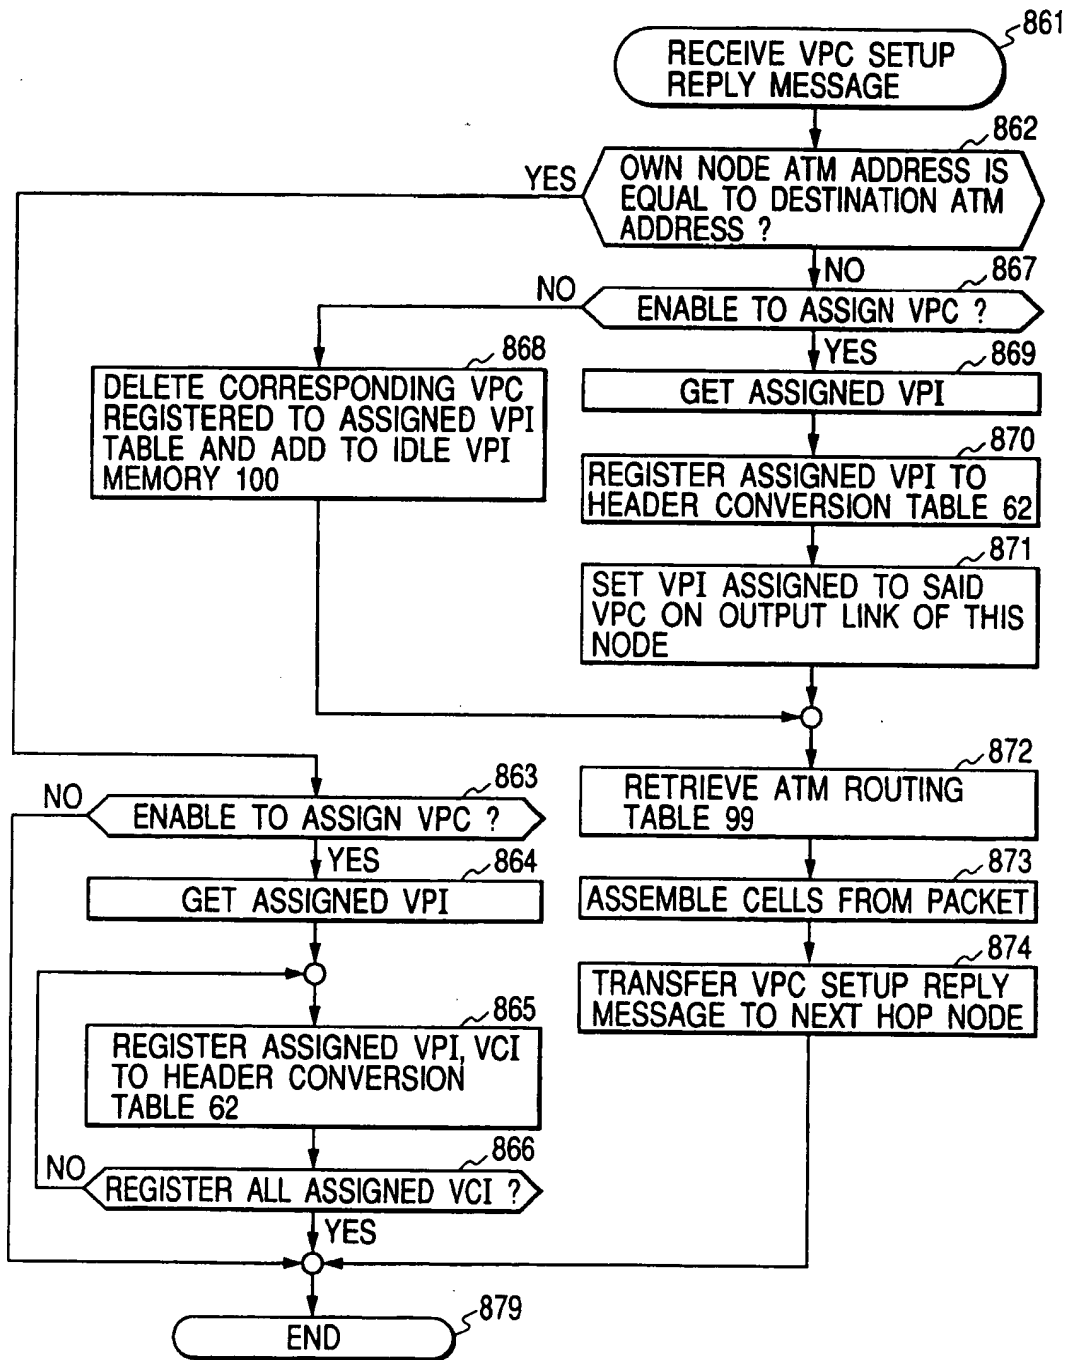 861
RECEIVE VPC SETUP
REPLY MESSAGE
862
YES
OWN NODE ATM ADDRESS IS
EQUAL TO DESTINATION ATM
ADDRESS ?
NO
867
NO
ENABLE TO ASSIGN VPC ?
YES
868
DELETE CORRESPONDING VPC
REGISTERED TO ASSIGNED VPI
TABLE AND ADD TO IDLE VPI
MEMORY 100
869
GET ASSIGNED VPI
870
REGISTER ASSIGNED VPI TO
HEADER CONVERSION TABLE 62
871
SET VPI ASSIGNED TO SAID
VPC ON OUTPUT LINK OF THIS
NODE
872
RETRIEVE ATM ROUTING
TABLE 99
873
ASSEMBLE CELLS FROM PACKET
874
TRANSFER VPC SETUP REPLY
MESSAGE TO NEXT HOP NODE
863
NO
ENABLE TO ASSIGN VPC ?
YES
864
GET ASSIGNED VPI
865
REGISTER ASSIGNED VPI, VCI
TO HEADER CONVERSION
TABLE 62
866
NO
REGISTER ALL ASSIGNED VCI ?
YES
879
END